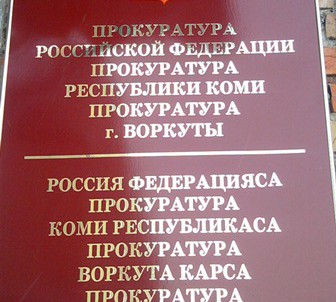 ПРОКУРАТУРА
РОССИЙСКОЙ ФЕДЕРАЦИИ
ПРОКУРАТУРА
РЕСПУБЛИКИ КОМИ
ПРОКУРАТУРА
г. ВОРКУТЫ
РОССИЯ ФЕДЕРАЦИЯСА
ПРОКУРАТУРА
КОМИ РЕСПУБЛИКАСА
ПРОКУРАТУРА
ВОРКУТА КАРСА
ПРОКУРАТУРА